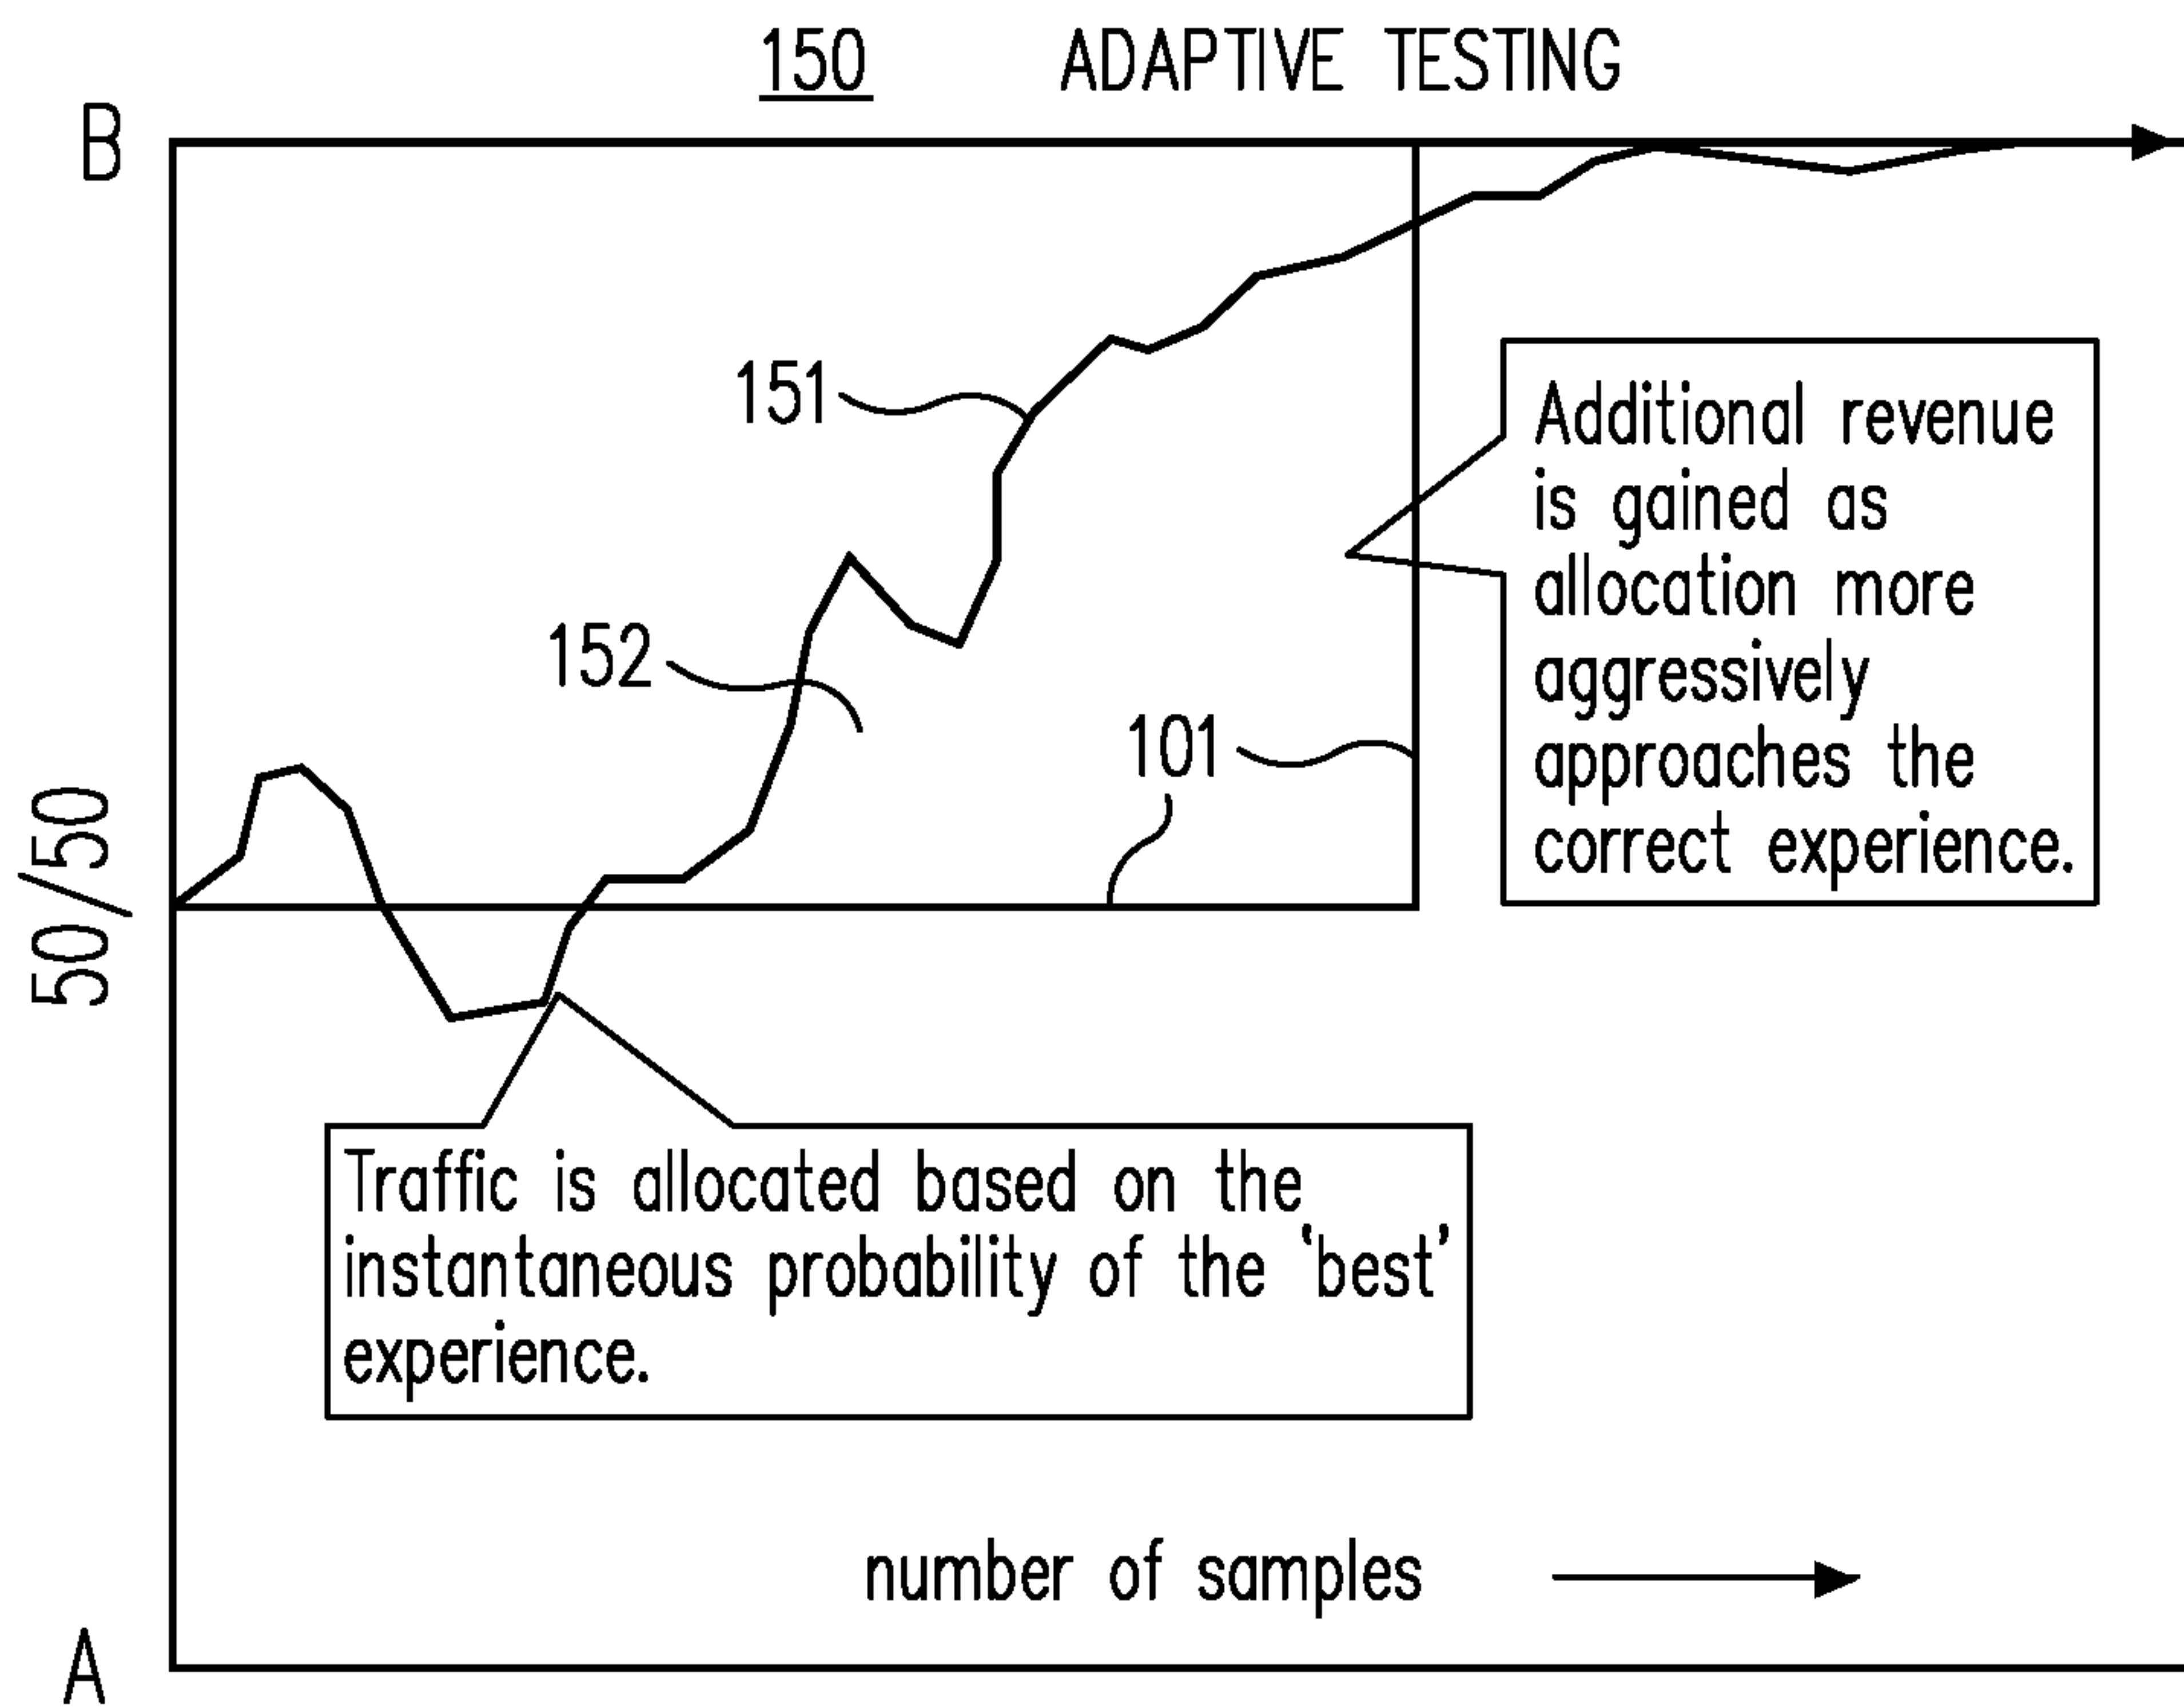 150 ADAPTIVE TESTING
B
151
Additional revenue
is gained as
allocation more
aggressively
approaches the
correct experience.
152
101
50/50
Traffic is allocated based on the
instantaneous probability of the ‘best’
experience.
number of samples
A